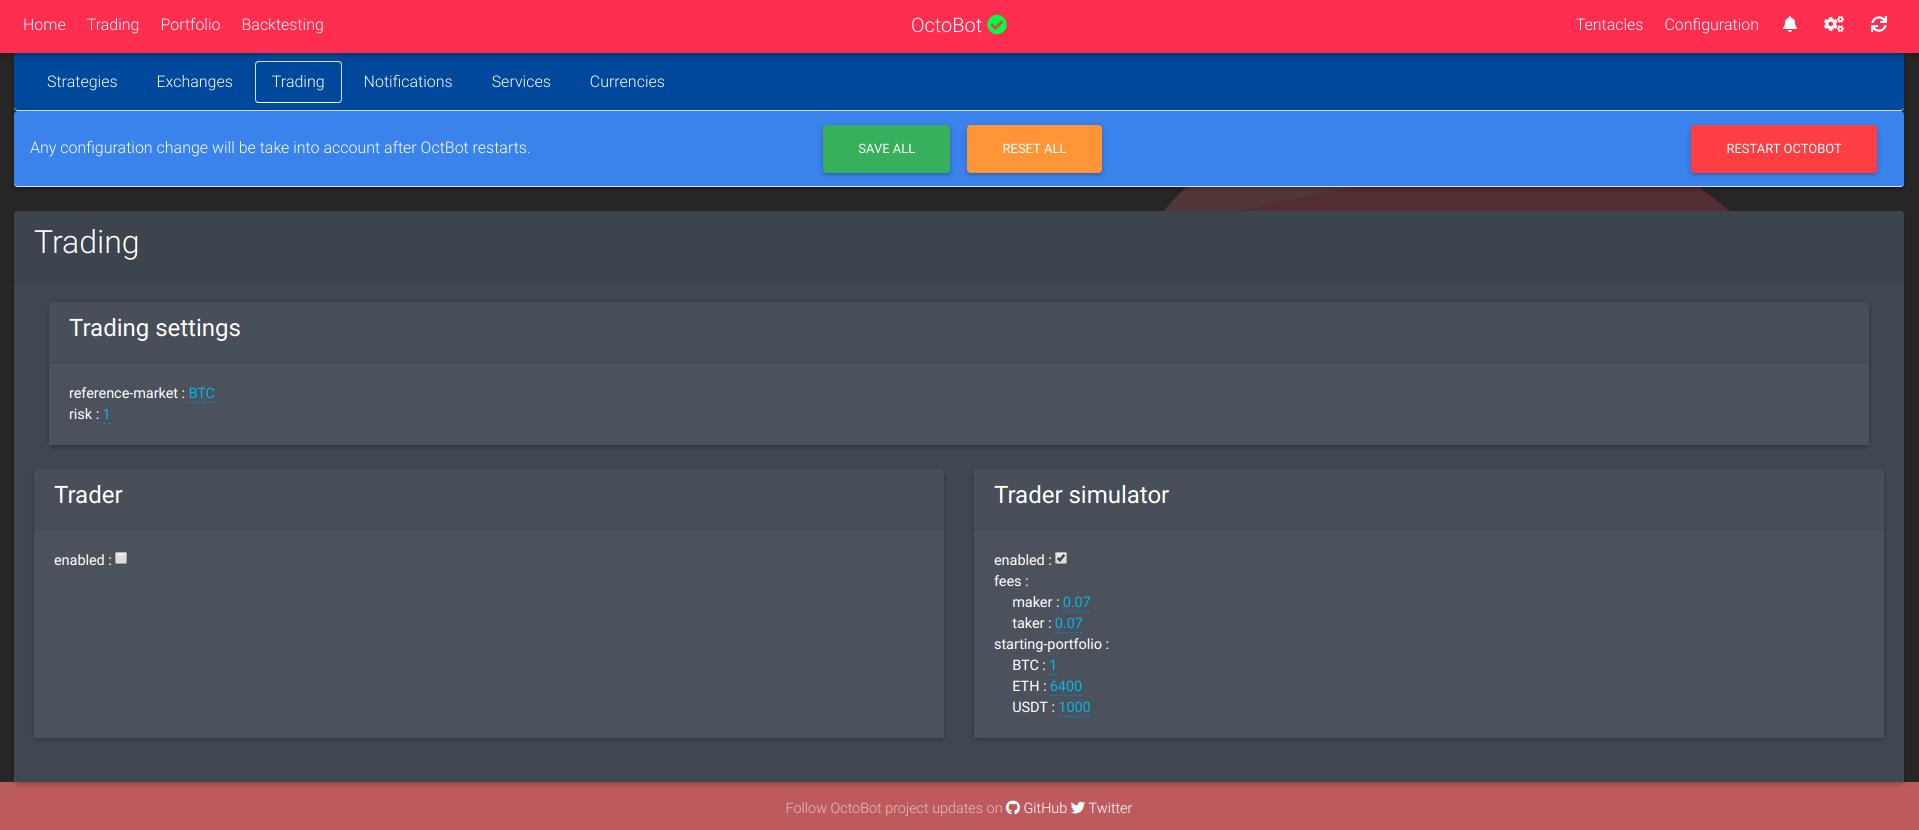 Home Trading Portfolio Backtesting OctoBot Tentacles Configuration
Strategies Exchanges Trading Notifications Services Currencies
Any configuration change will be take into account after OctBot restarts. SAVE ALL RESET ALL RESTART OCTOBOT
Trading
Trading settings
reference-market : BTC
risk : 1
Trader
enabled :
Trader simulator
enabled :
fees :
maker : 0.07
taker : 0.07
starting-portfolio :
BTC : 1
ETH : 6400
USDT : 1000
Follow OctoBot project updates on GitHub Twitter